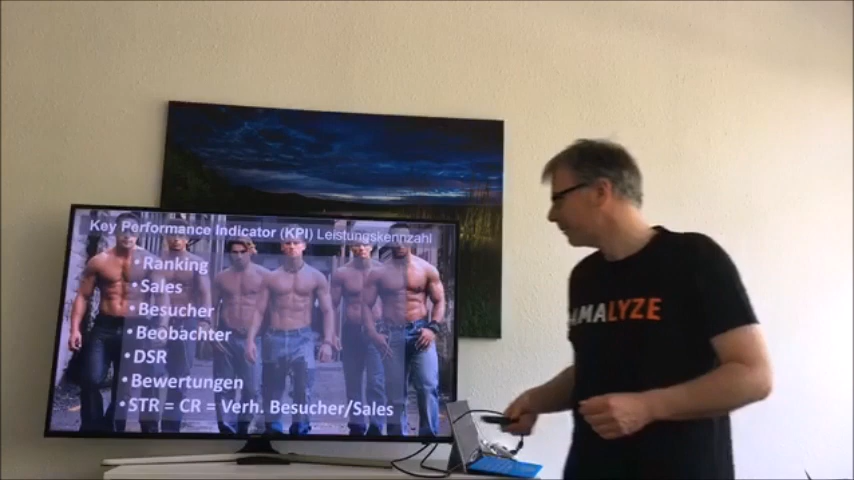 Key Performance Indicator (KPI) Leistungskennzahl
• Ranking
• Sales
• Besucher
• Beobachter
• DSR
• Bewertungen
• STR = CR = Verh. Besucher/Sales
AMALYZE